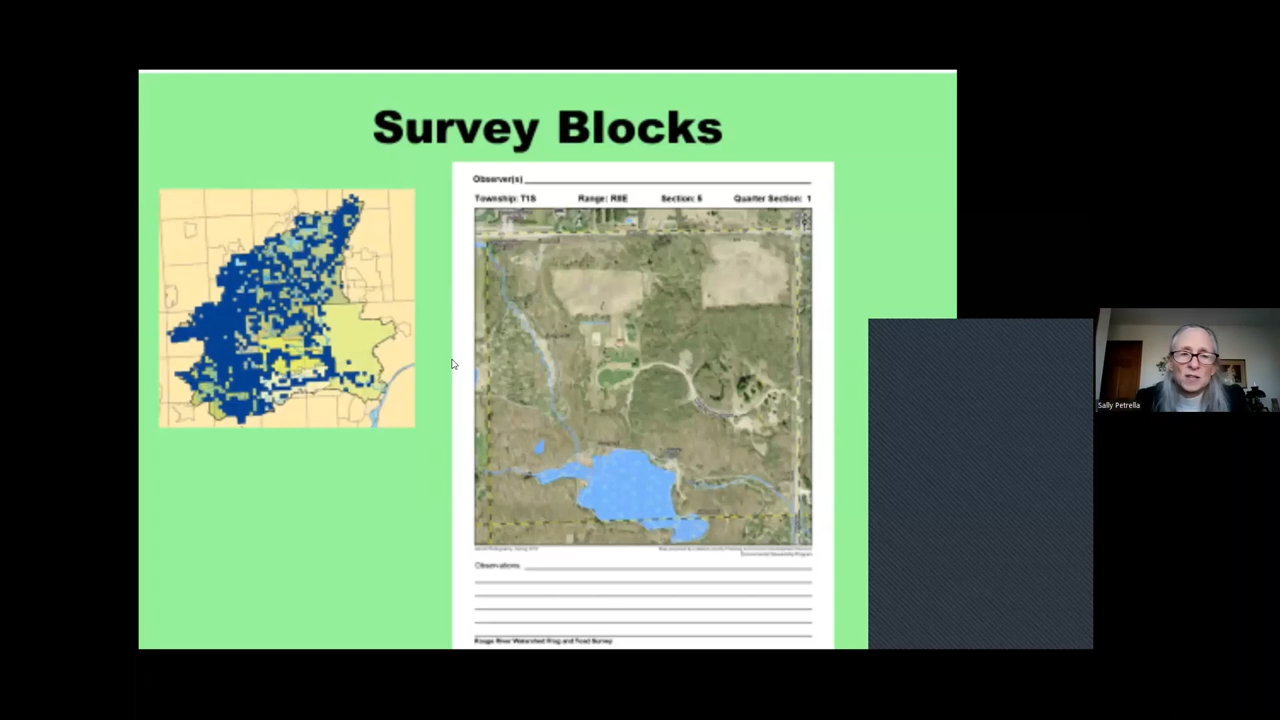 Survey Blocks
Observer(s)
Township: T1S Range: R8E Section: 6 Quarter Section: 1
Observations:
Rouge River Watershed Frog and Toad Survey
Sally Petrella